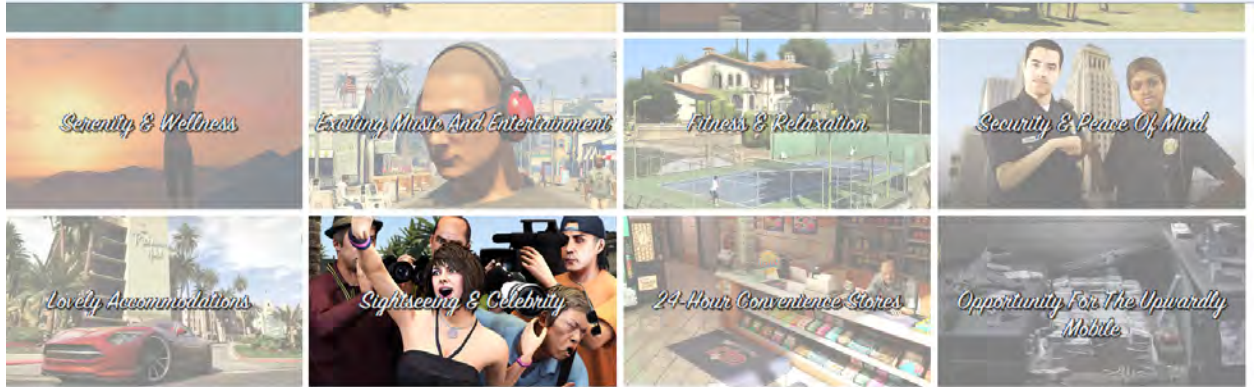 Serenity & Wellness
Exciting Music And Entertainment
Fitness & Relaxation
Security & Peace Of Mind
Lovely Accommodations
Sightseeing & Celebrity
24-Hour Convenience Stores
Opportunity For The Upwardly
Mobile